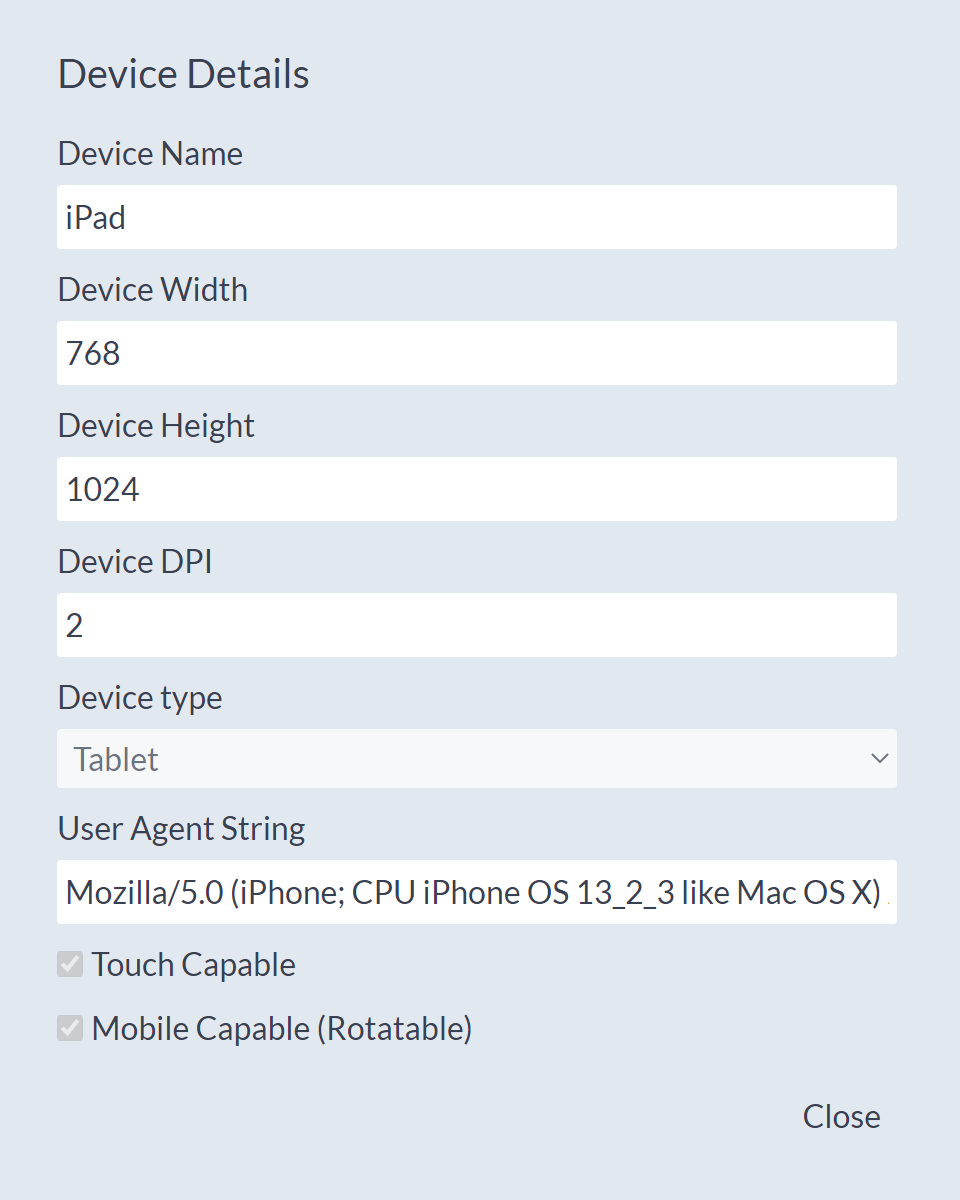 Device Details
Device Name
iPad
Device Width
768
Device Height
1024
Device DPI
2
Device type
Tablet
User Agent String
Mozilla/5.0 (iPhone; CPU iPhone OS 13_2_3 like Mac OS X)
Touch Capable
Mobile Capable (Rotatable)
Close